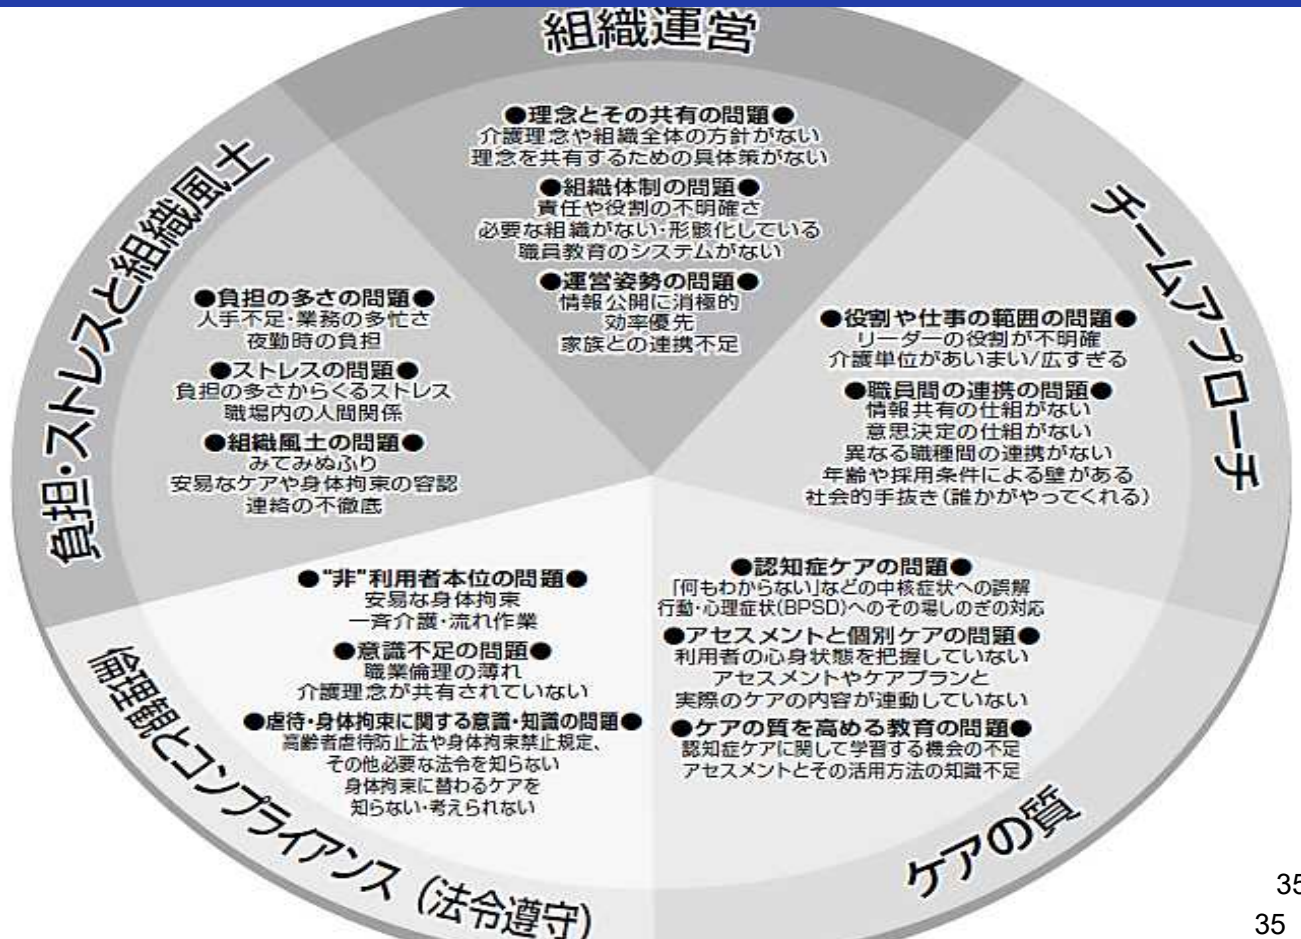 組織運営
●理念とその共有の問題●
介護理念や組織全体の方針がない
理念を共有するための具体策がない
●組織体制の問題●
責任や役割の不明確さ
必要な組織がない・形骸化している
職員教育のシステムがない
●運営姿勢の問題●
情報公開に消極的
効率優先
家族との連携不足
チームアプローチ
●役割や仕事の範囲の問題●
リーダーの役割が不明確
介護単位があいまい/広すぎる
●職員間の連携の問題●
情報共有の仕組がない
意思決定の仕組がない
異なる職種間の連携がない
年齢や採用条件による壁がある
社会的手抜き(誰かがやってくれる)
ケアの質
●認知症ケアの問題●
「何もわからない」などの中核症状への誤解
行動・心理症状(BPSD)へのその場しのぎの対応
●アセスメントと個別ケアの問題●
利用者の心身状態を把握していない
アセスメントやケアプランと
実際のケアの内容が連動していない
●ケアの質を高める教育の問題●
認知症ケアに関して学習する機会の不足
アセスメントとその活用方法の知識不足
倫理観とコンプライアンス(法令遵守)
●"非"利用者本位の問題●
安易な身体拘束
一斉介護・流れ作業
●意識不足の問題●
職業倫理の薄れ
介護理念が共有されていない
●虐待・身体拘束に関する意識・知識の問題●
高齢者虐待防止法や身体拘束禁止規定、
その他必要な法令を知らない
身体拘束に替わるケアを
知らない・考えられない
負担・ストレスと組織風土
●負担の多さの問題●
人手不足・業務の多忙さ
夜勤時の負担
●ストレスの問題●
負担の多さからくるストレス
職場内の人間関係
●組織風土の問題●
みてみぬふり
安易なケアや身体拘束の容認
連絡の不徹底
35
35